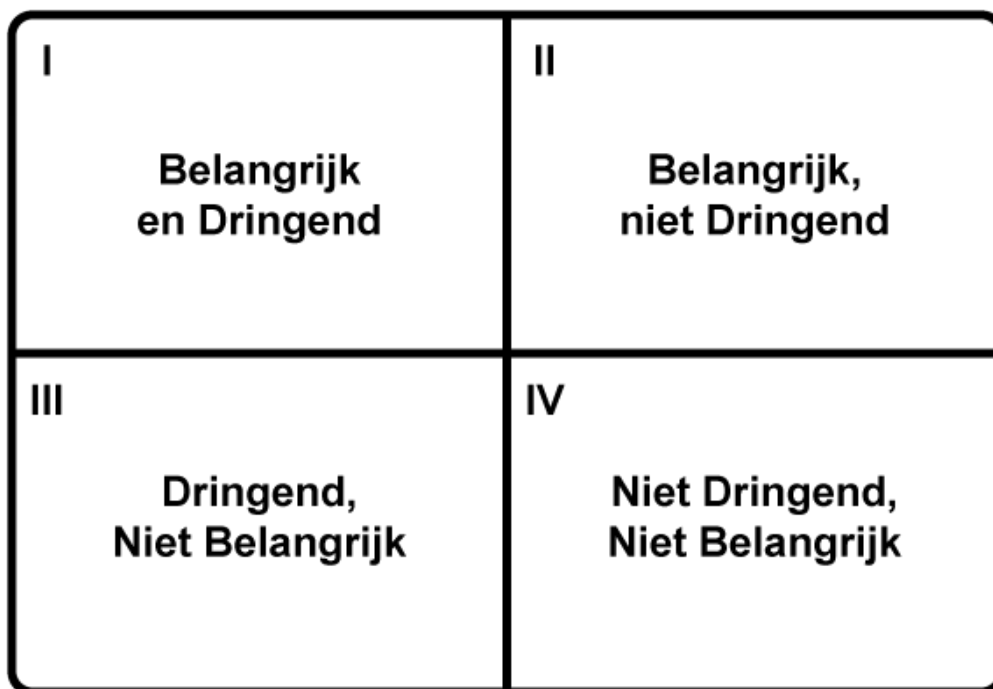 I
Belangrijk
en Dringend
II
Belangrijk,
niet Dringend
III
Dringend,
Niet Belangrijk
IV
Niet Dringend,
Niet Belangrijk